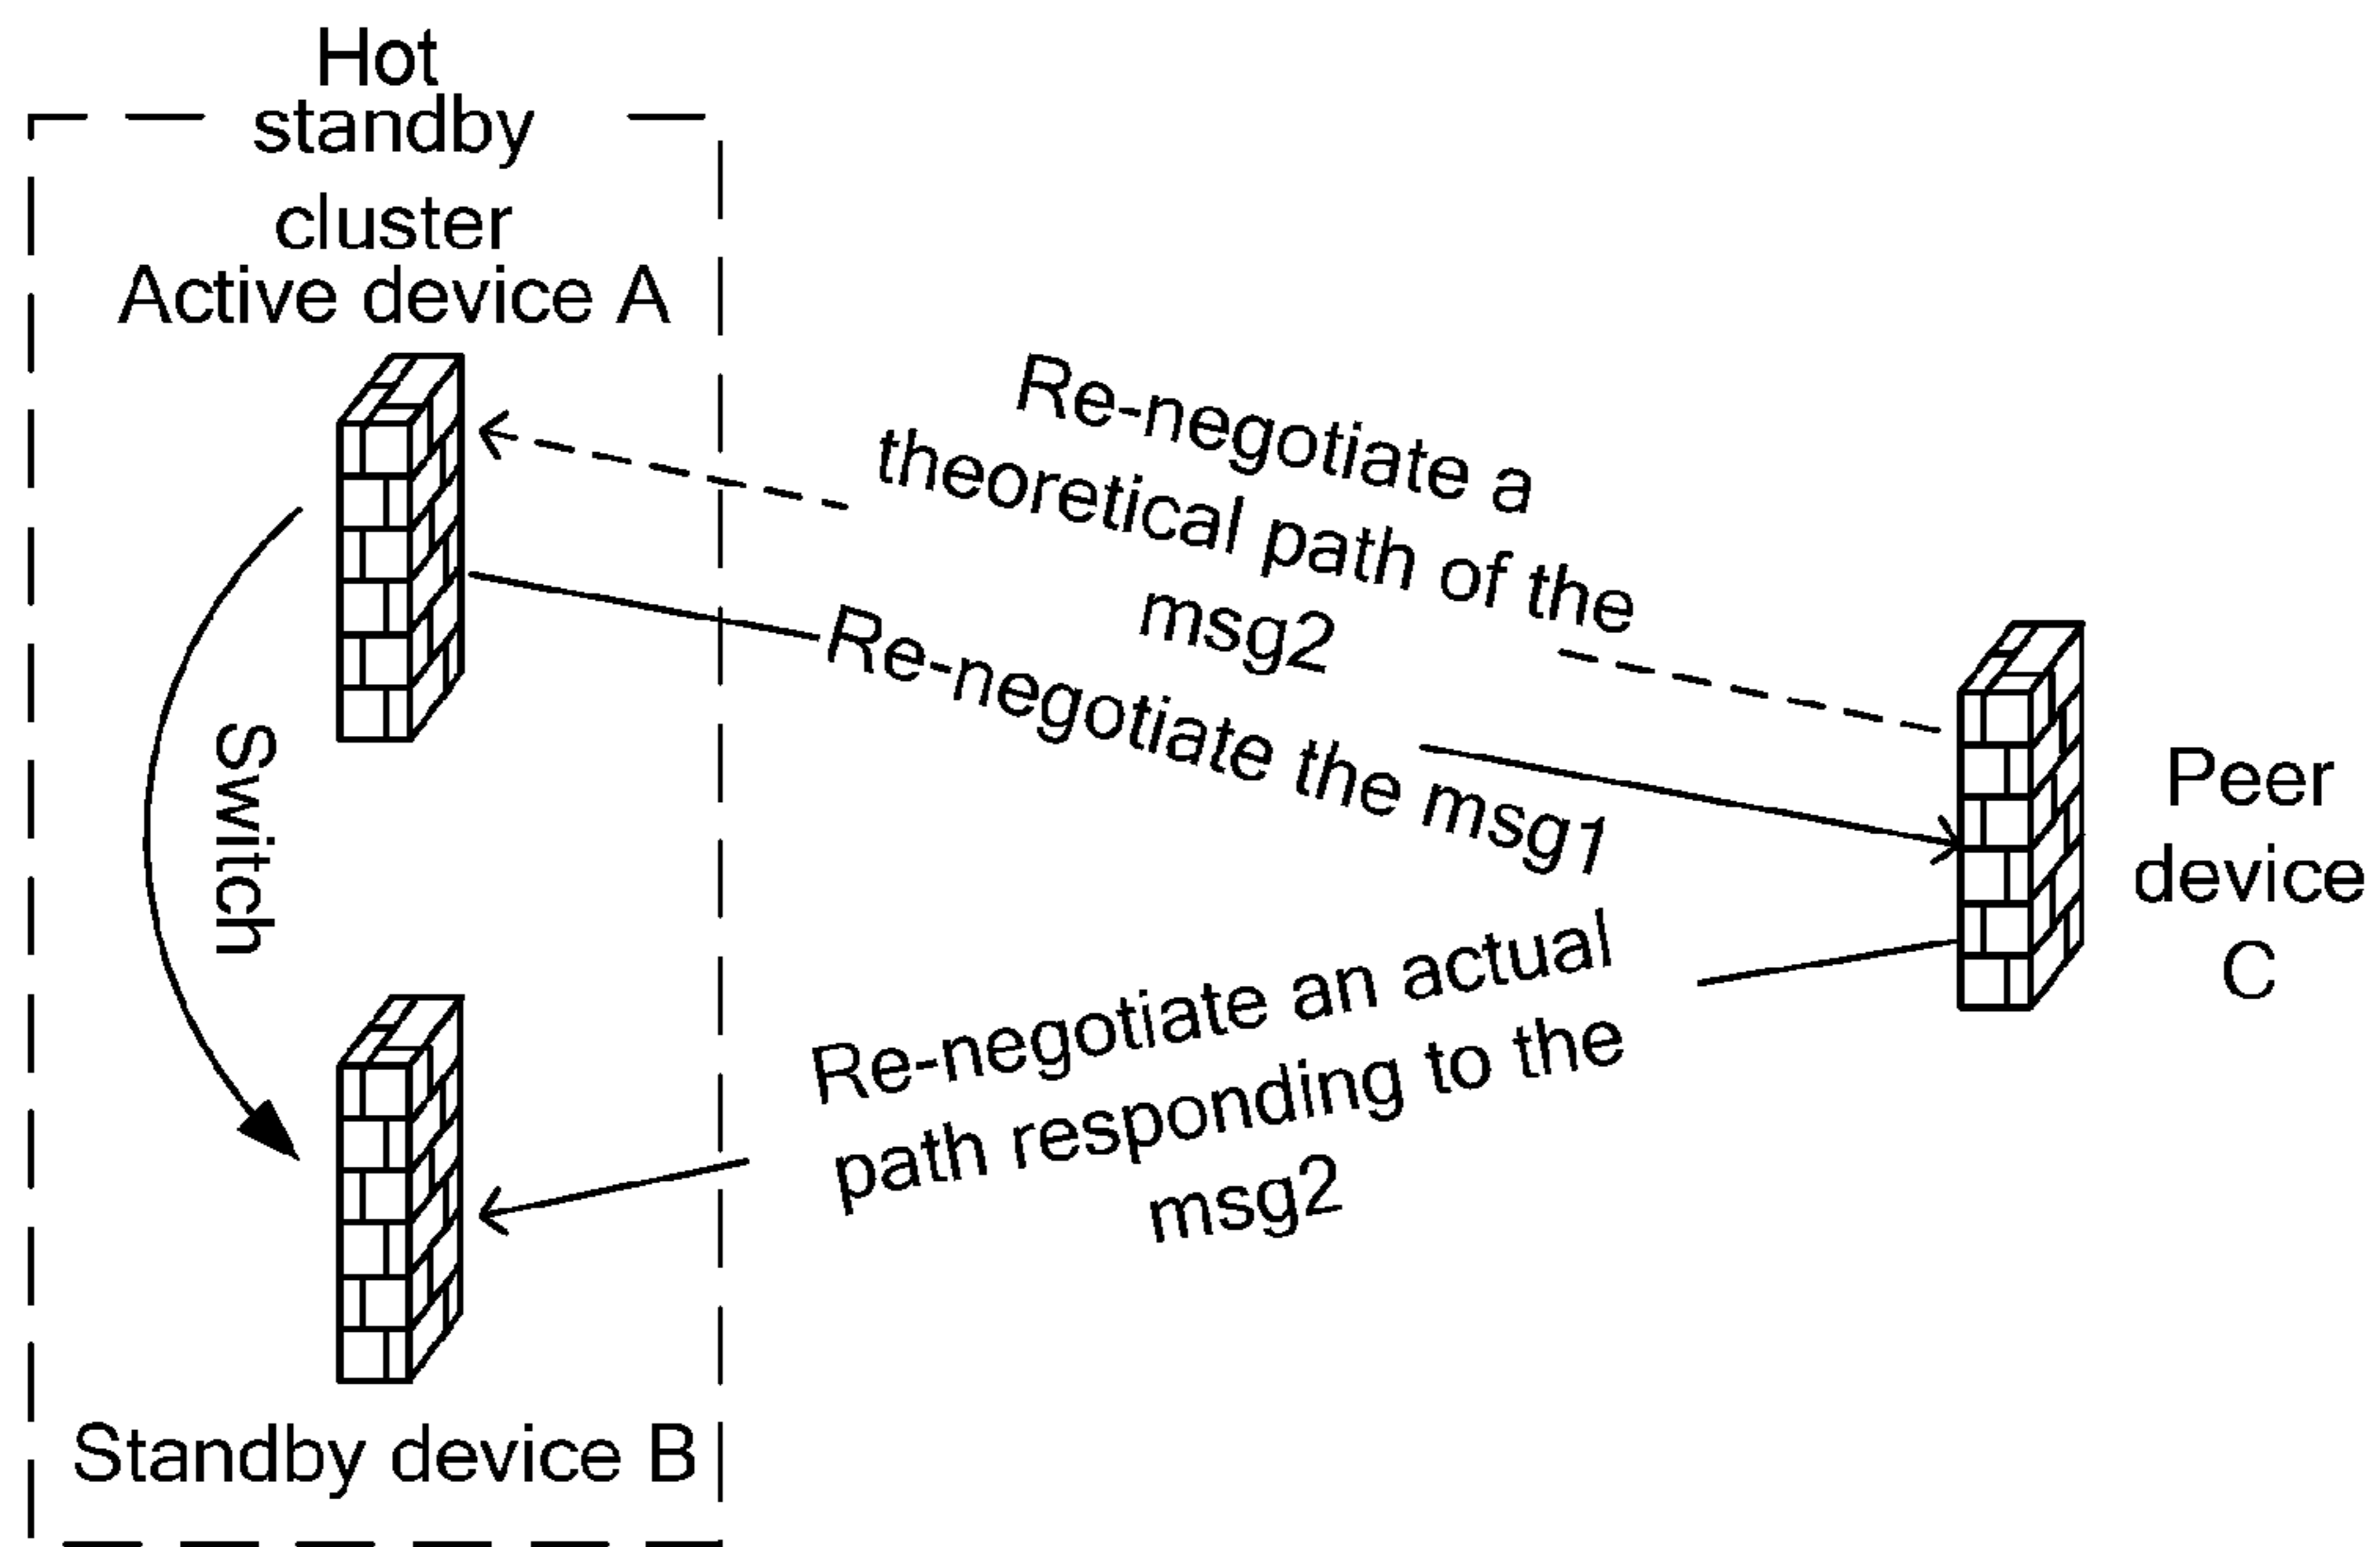 Hot
standby
cluster
Active device A
Re-negotiate a
theoretical path of the
msg2
Re-negotiate the msg1
Switch
Peer
device
C
Re-negotiate an actual
path responding to the
msg2
Standby device B